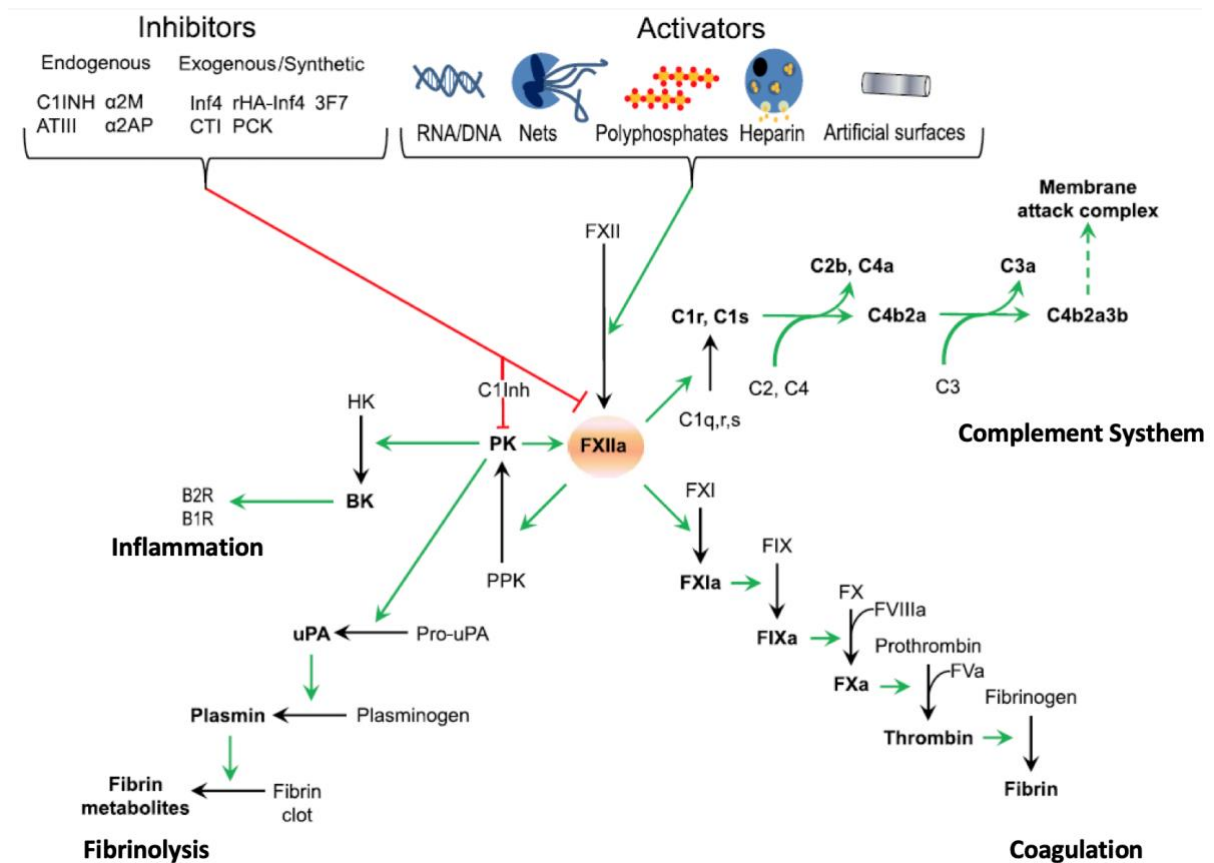 Inhibitors
Activators
Endogenous
Exogenous/Synthetic
C1INH α2M
ATIII α2AP
Inf4 rHA-Inf4 3F7
CTI PCK
RNA/DNA
Nets
Polyphosphates
Heparin
Artificial surfaces
Membrane
attack complex
FXII
C2b, C4a
C3a
C1r, C1s
C4b2a
C4b2a3b
C2, C4
C3
C1q,r,s
Complement Systhem
C1Inh
HK
PK
FXIIa
BK
B2R
B1R
Inflammation
PPK
FXI
FXIa
FIX
FIXa
FX
FVIIIa
FXa
Prothrombin
FVa
Thrombin
Fibrinogen
Fibrin
Coagulation
uPA
Pro-uPA
Plasmin
Plasminogen
Fibrin
metabolites
Fibrin
clot
Fibrinolysis